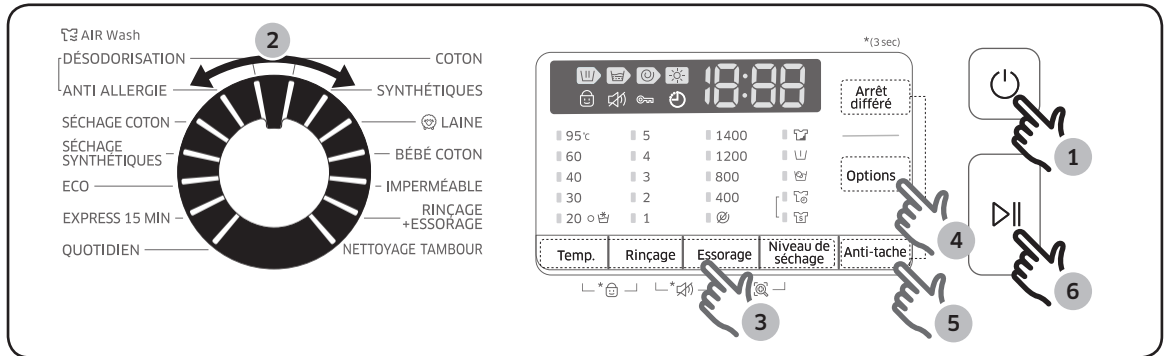 AIR Wash
DÉSODORISATION
ANTI ALLERGIE
SÉCHAGE COTON
SÉCHAGE
SYNTHÉTIQUES
ECO
EXPRESS 15 MIN
QUOTIDIEN
2
COTON
SYNTHÉTIQUES
LAINE
BÉBÉ COTON
IMPERMÉABLE
RINÇAGE
+ESSORAGE
NETTOYAGE TAMBOUR
*(3 sec)
18:88
95℃ 5 1400
60 4 1200
40 3 800
30 2 400
20 1
Temp. Rinçage Essorage Niveau de
séchage Anti-tache
* *
Arrêt
différé
Options
3
4
5
1
6